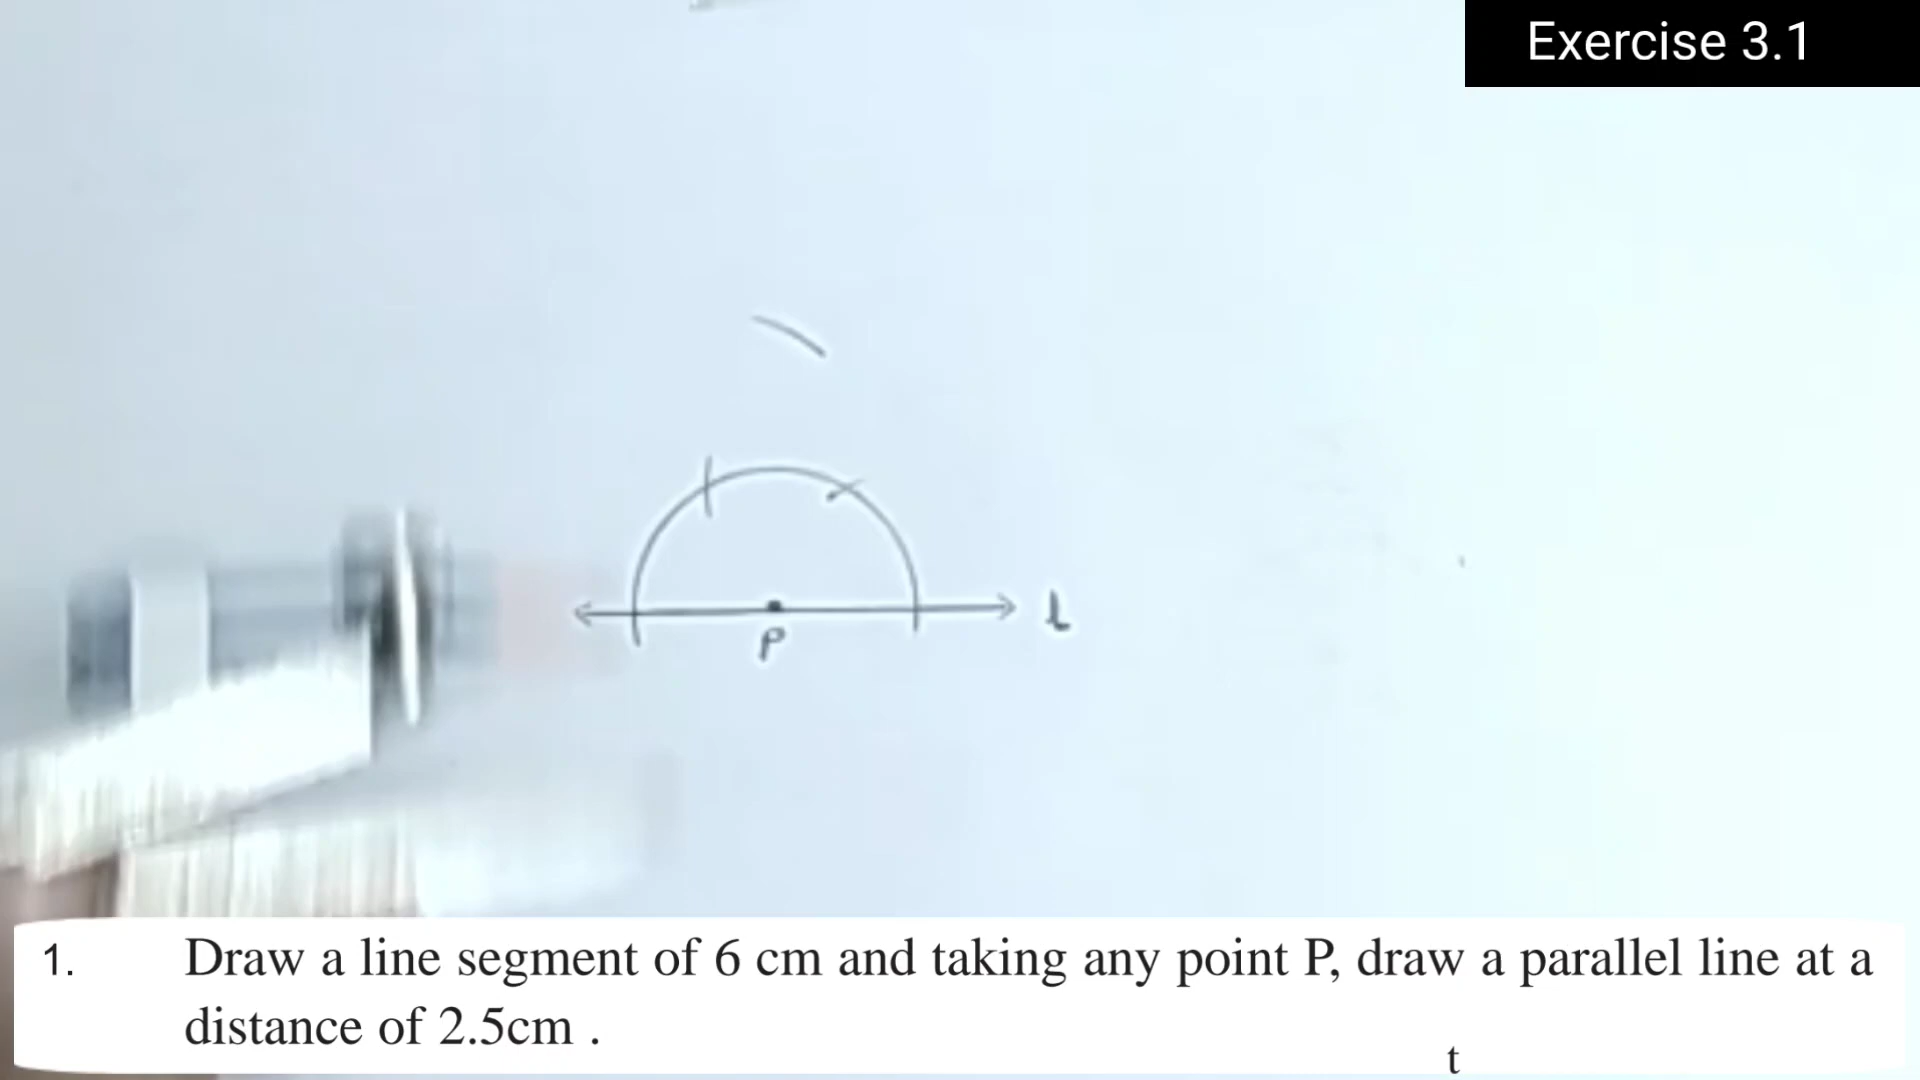 Exercise 3.1
l
P
1. Draw a line segment of 6 cm and taking any point P, draw a parallel line at a
distance of 2.5cm .
t